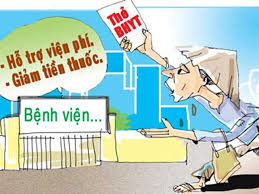 - Hỗ trợ viện phí.
- Giảm tiền thuốc.
Thẻ
BHYT
Bệnh viện...